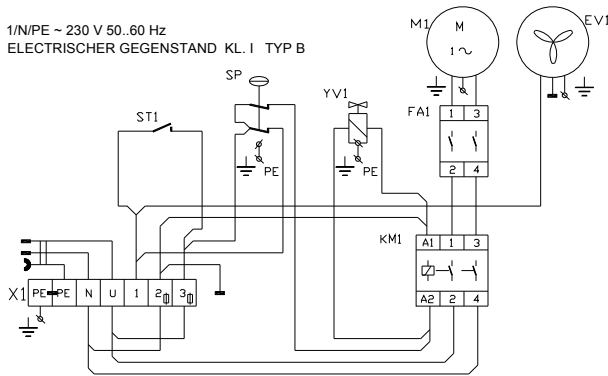 1/N/PE ~ 230 V 50..60 Hz
ELECTRISCHER GEGENSTAND KL. I TYP B
M1
M
1 ~
EV1
SP
YV1
FA1
1 3
ST1
PE
PE
2 4
KM1
A1 1 3
X1
PE PE N U 1 2 3
A2 2 4